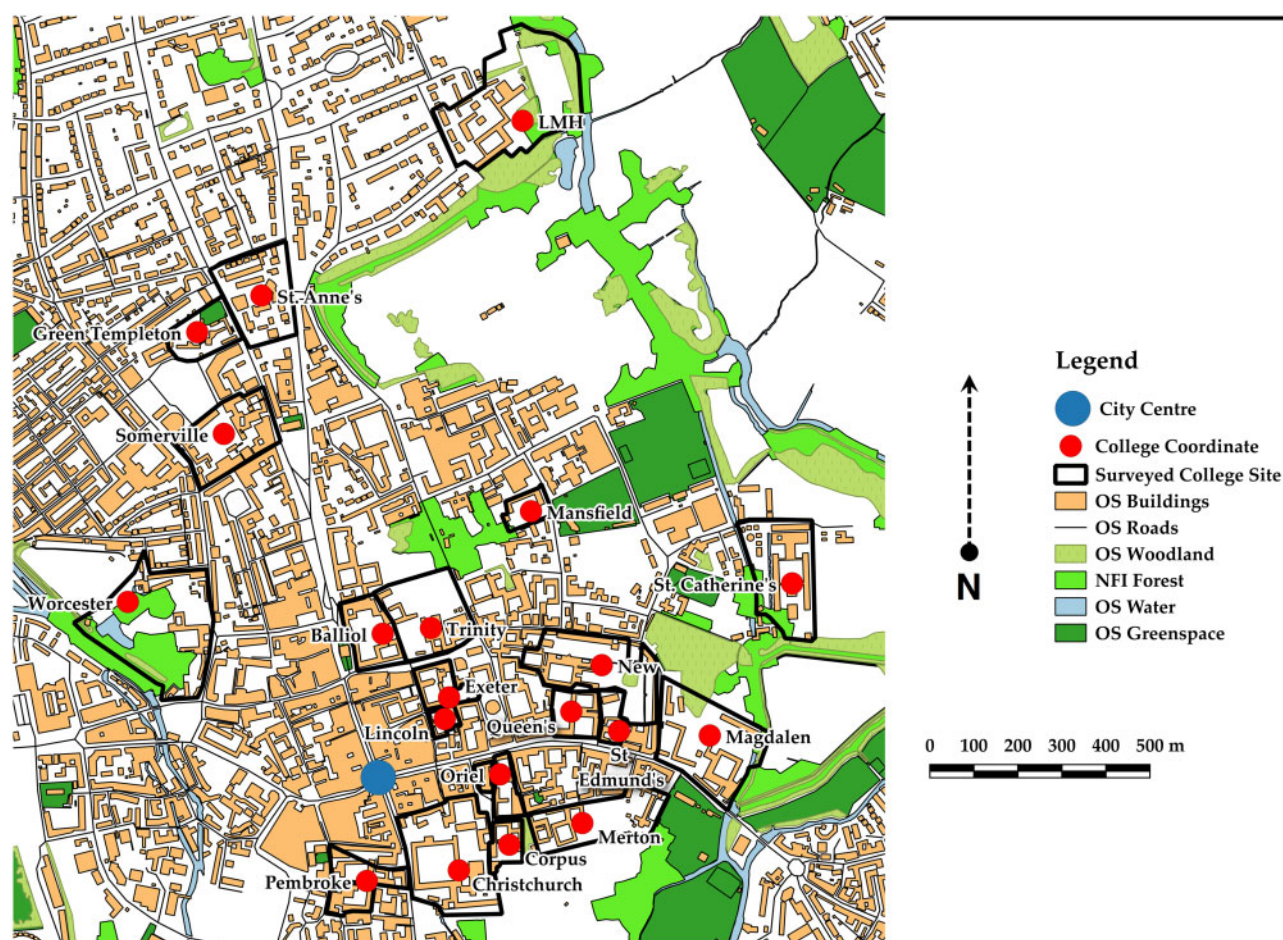 LMH
St. Anne's
Green Templeton
Somerville
Mansfield
St. Catherine's
Worcester
Balliol
Trinity
New
Exeter
Lincoln
Queen's
St
Edmund's
Magdalen
Oriel
Merton
Corpus
Pembroke
Christchurch
Legend
City Centre
College Coordinate
Surveyed College Site
OS Buildings
OS Roads
OS Woodland
NFI Forest
OS Water
OS Greenspace
N
0 100 200 300 400 500 m